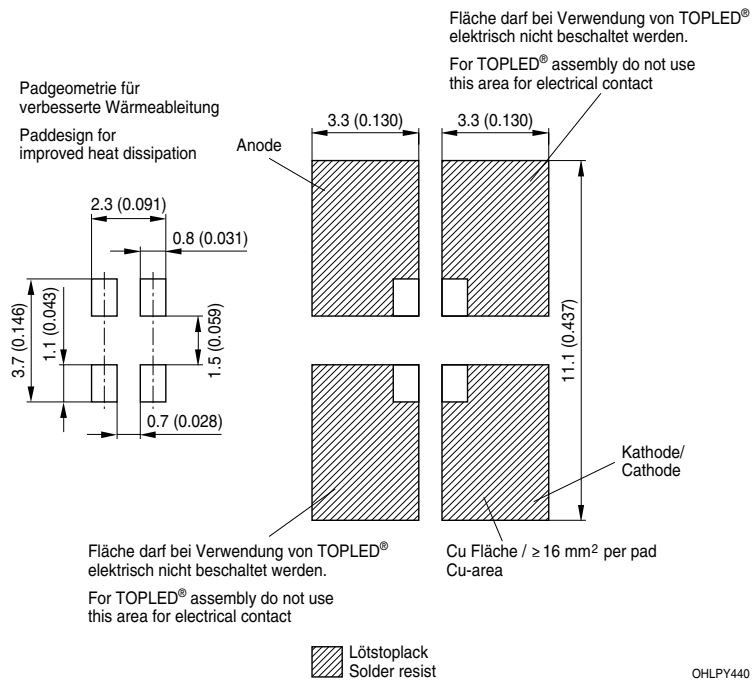 Fläche darf bei Verwendung von TOPLED®
elektrisch nicht beschaltet werden.
For TOPLED® assembly do not use
this area for electrical contact
Padgeometrie für
verbesserte Wärmeableitung
Paddesign for
improved heat dissipation
Anode
3.3 (0.130)
3.3 (0.130)
2.3 (0.091)
0.8 (0.031)
3.7 (0.146)
1.1 (0.043)
1.5 (0.059)
0.7 (0.028)
11.1 (0.437)
Kathode/
Cathode
Fläche darf bei Verwendung von TOPLED®
elektrisch nicht beschaltet werden.
For TOPLED® assembly do not use
this area for electrical contact
Cu Fläche / ≥ 16 mm² per pad
Cu-area
Lötstoplack
Solder resist
OHLPY440